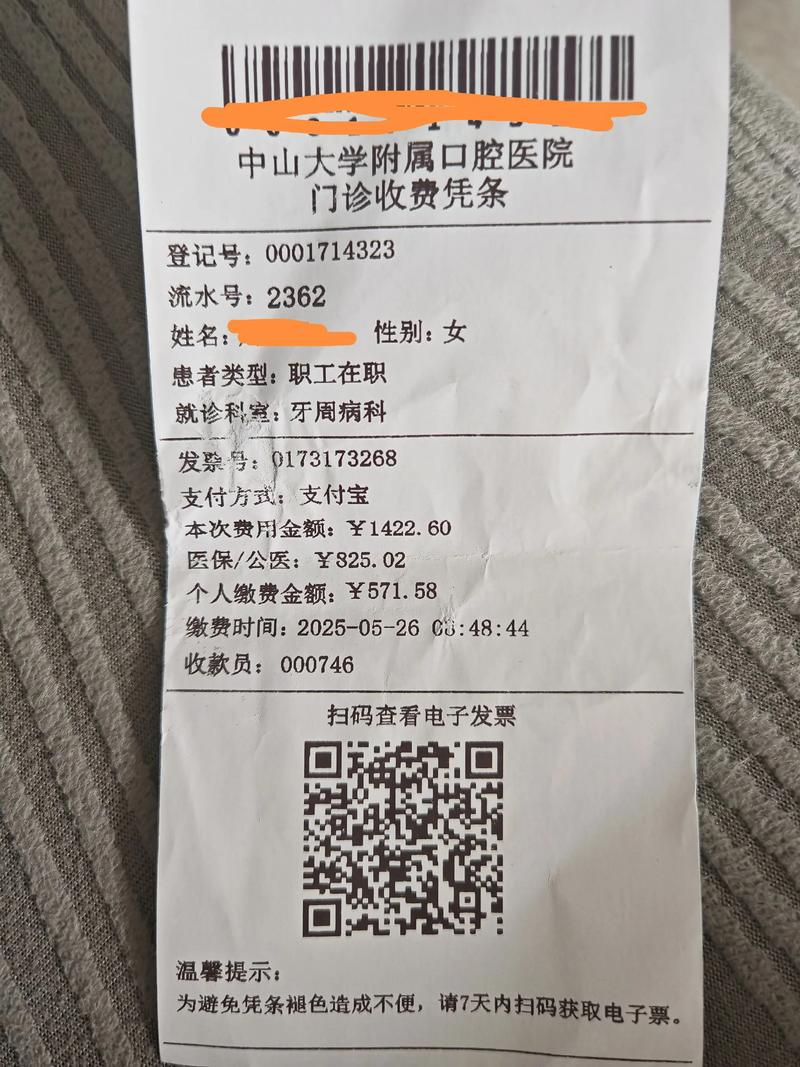 中山大学附属口腔医院
门诊收费凭条
登记号：0001714323
流水号：2362
姓名： 性别：女
患者类型：职工在职
就诊科室：牙周病科
发票号：0173173268
支付方式：支付宝
本次费用金额：￥1422.60
医保/公医：￥825.02
个人缴费金额：￥571.58
缴费时间：2025-05-26 :48:44
收款员：000746
扫码查看电子发票
温馨提示：
为避免凭条褪色造成不便，请7天内扫码获取电子票。